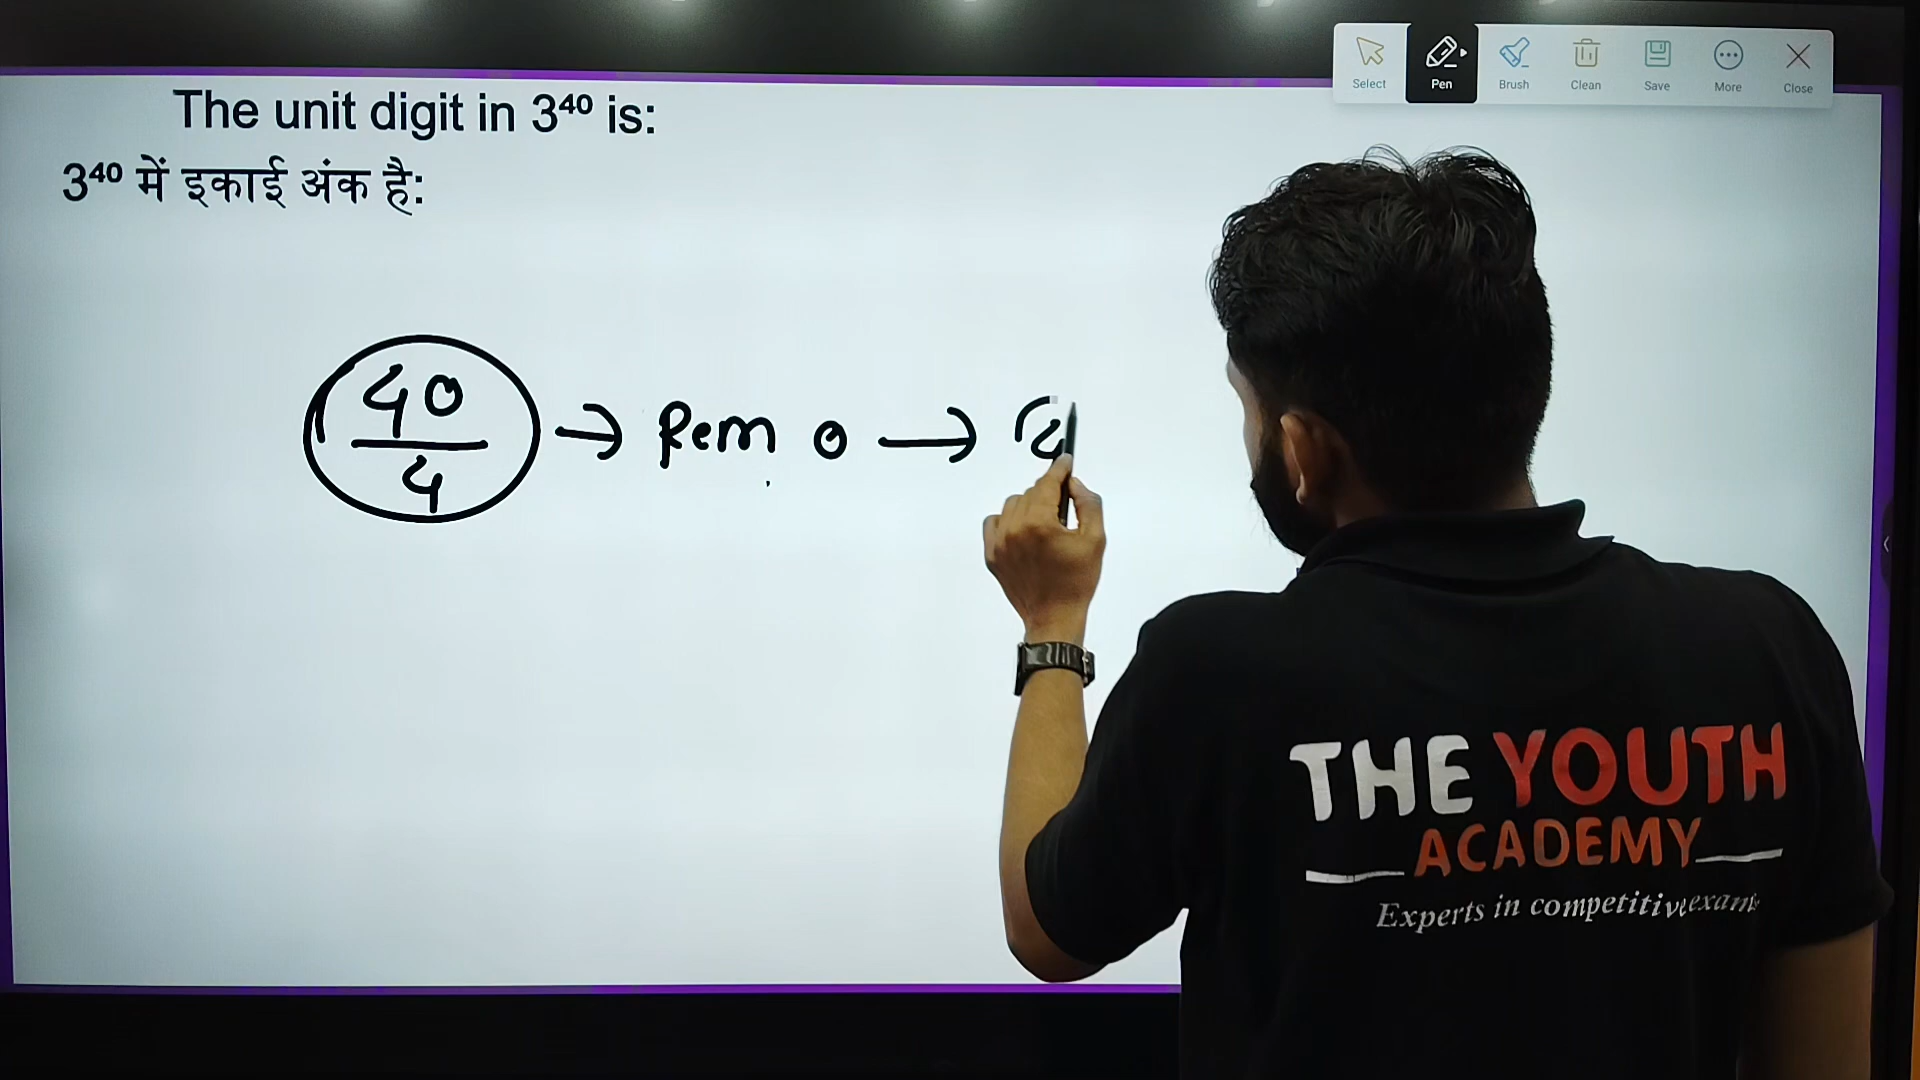 Select Pen Brush Clean Save More Close
The unit digit in 3⁴⁰ is:
3⁴⁰ में इकाई अंक है:
40/4 → Rem 0 → 4
THE YOUTH
ACADEMY
Experts in competitive exams